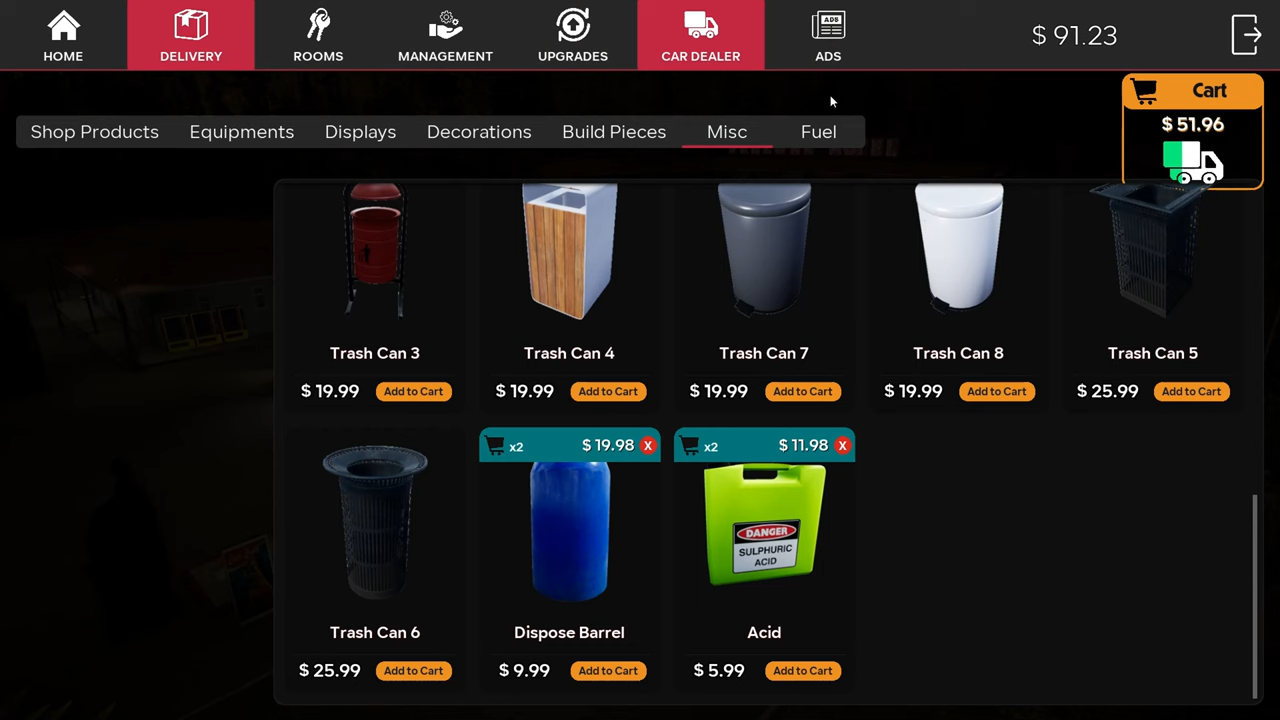 HOME
DELIVERY
ROOMS
MANAGEMENT
UPGRADES
CAR DEALER
ADS
ADS
$ 91.23
Cart
$ 51.96
Shop Products
Equipments
Displays
Decorations
Build Pieces
Misc
Fuel
Trash Can 3
Trash Can 4
Trash Can 7
Trash Can 8
Trash Can 5
$ 19.99 Add to Cart
$ 19.99 Add to Cart
$ 19.99 Add to Cart
$ 19.99 Add to Cart
$ 25.99 Add to Cart
x2 $ 19.98 X
x2 $ 11.98 X
DANGER
SULPHURIC
ACID
Trash Can 6
Dispose Barrel
Acid
$ 25.99 Add to Cart
$ 9.99 Add to Cart
$ 5.99 Add to Cart